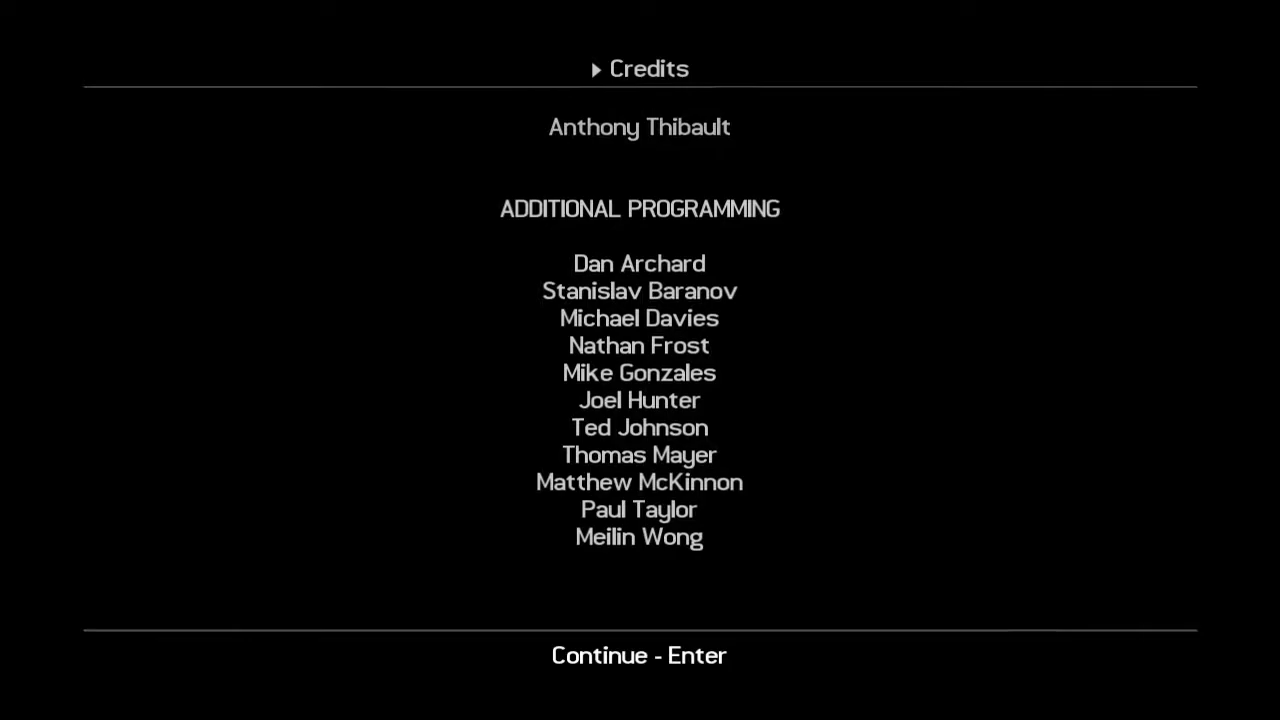 Credits
Anthony Thibault
ADDITIONAL PROGRAMMING
Dan Archard
Stanislav Baranov
Michael Davies
Nathan Frost
Mike Gonzales
Joel Hunter
Ted Johnson
Thomas Mayer
Matthew McKinnon
Paul Taylor
Meilin Wong
Continue - Enter